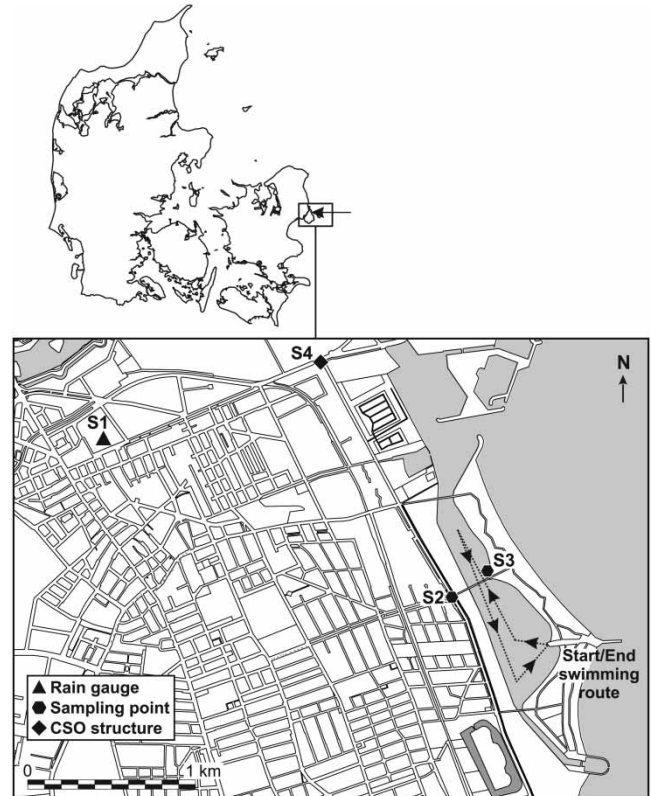 S4
N
S1
S3
S2
Start/End
swimming
route
Rain gauge
Sampling point
CSO structure
0 1 km